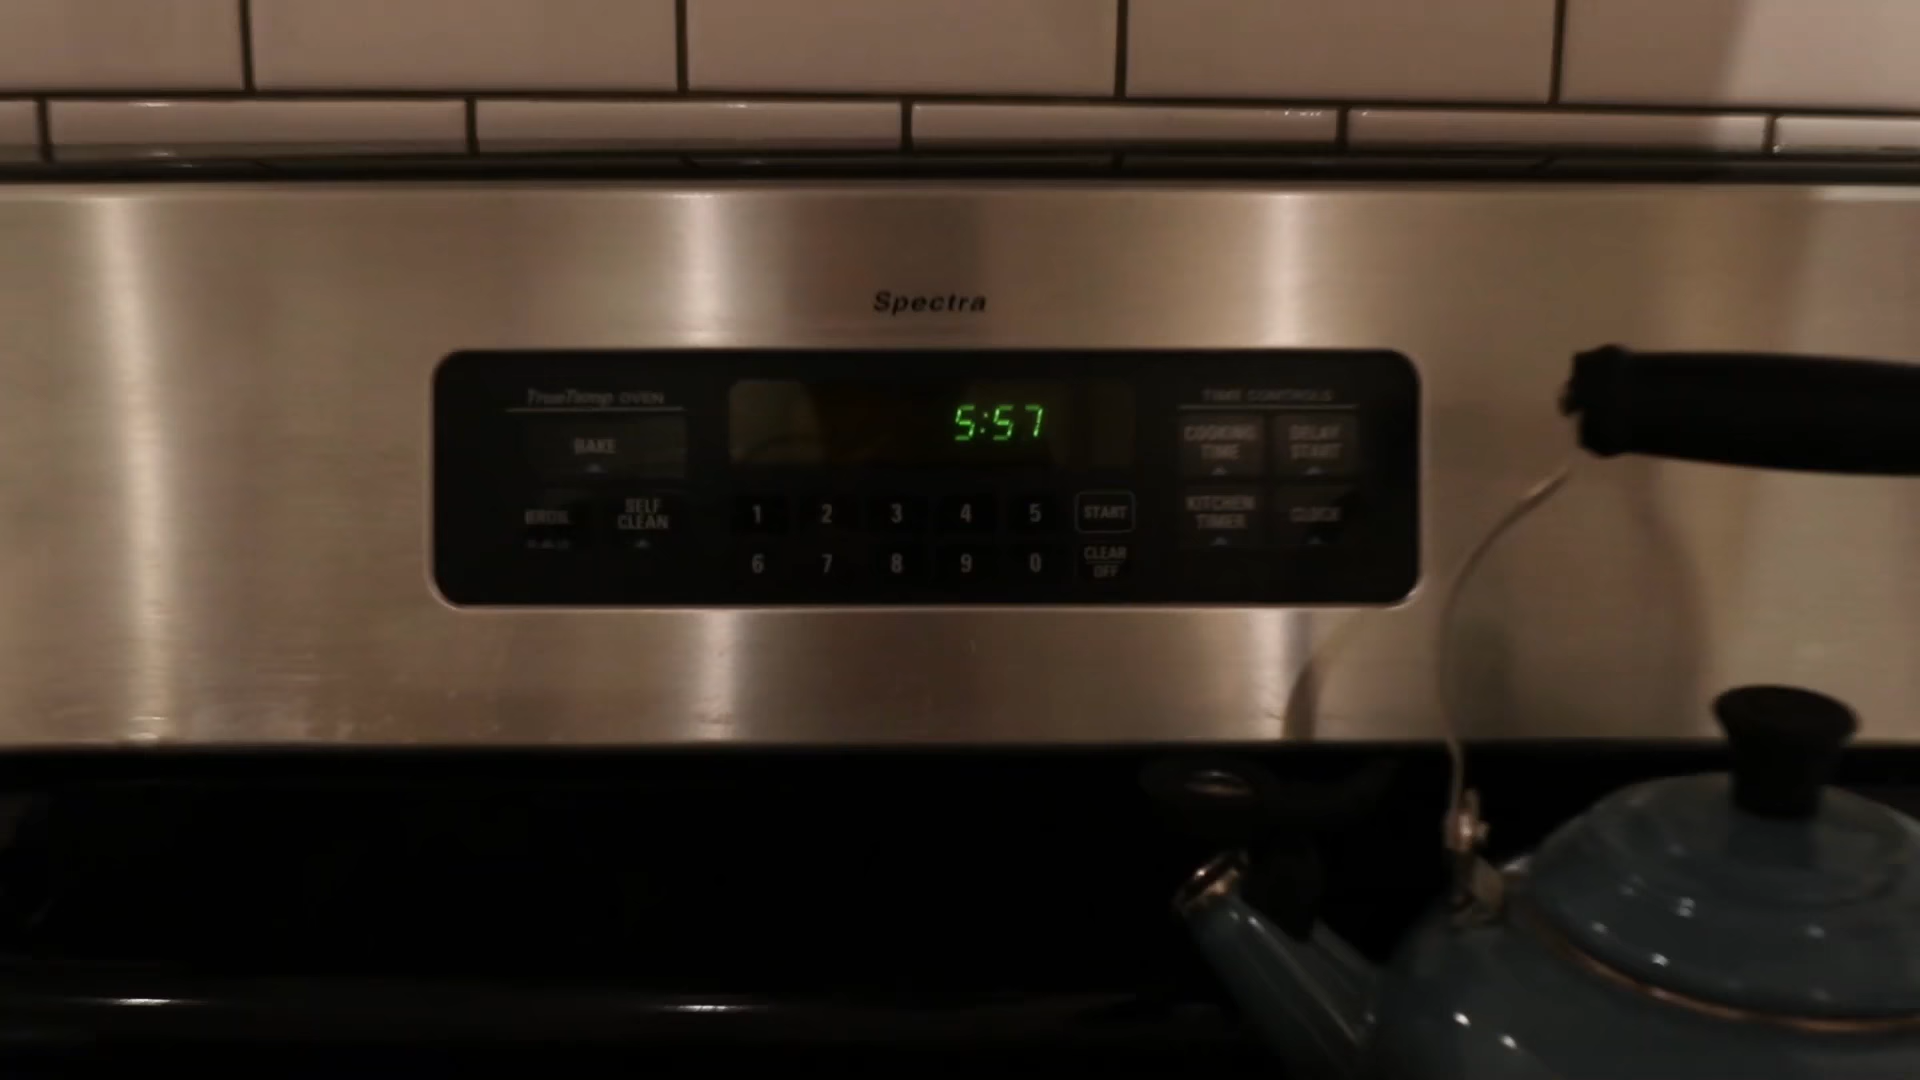 Spectra
TrueTemp OVEN
BAKE
BROIL
SELF CLEAN
5:57
1 2 3 4 5 START
6 7 8 9 0 CLEAR OFF
TIME CONTROLS
COOKING TIME
DELAY START
KITCHEN TIMER
CLOCK